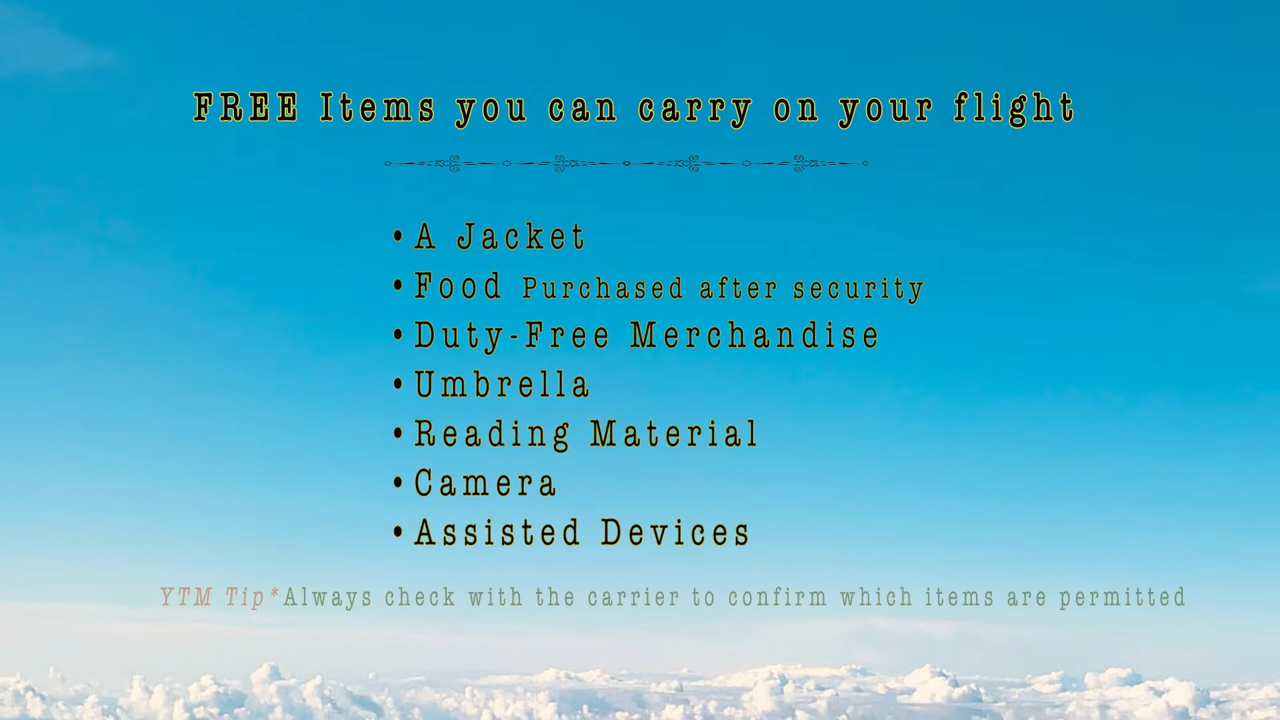 FREE Items you can carry on your flight
• A Jacket
• Food Purchased after security
• Duty-Free Merchandise
• Umbrella
• Reading Material
• Camera
• Assisted Devices
YTM Tip*Always check with the carrier to confirm which items are permitted